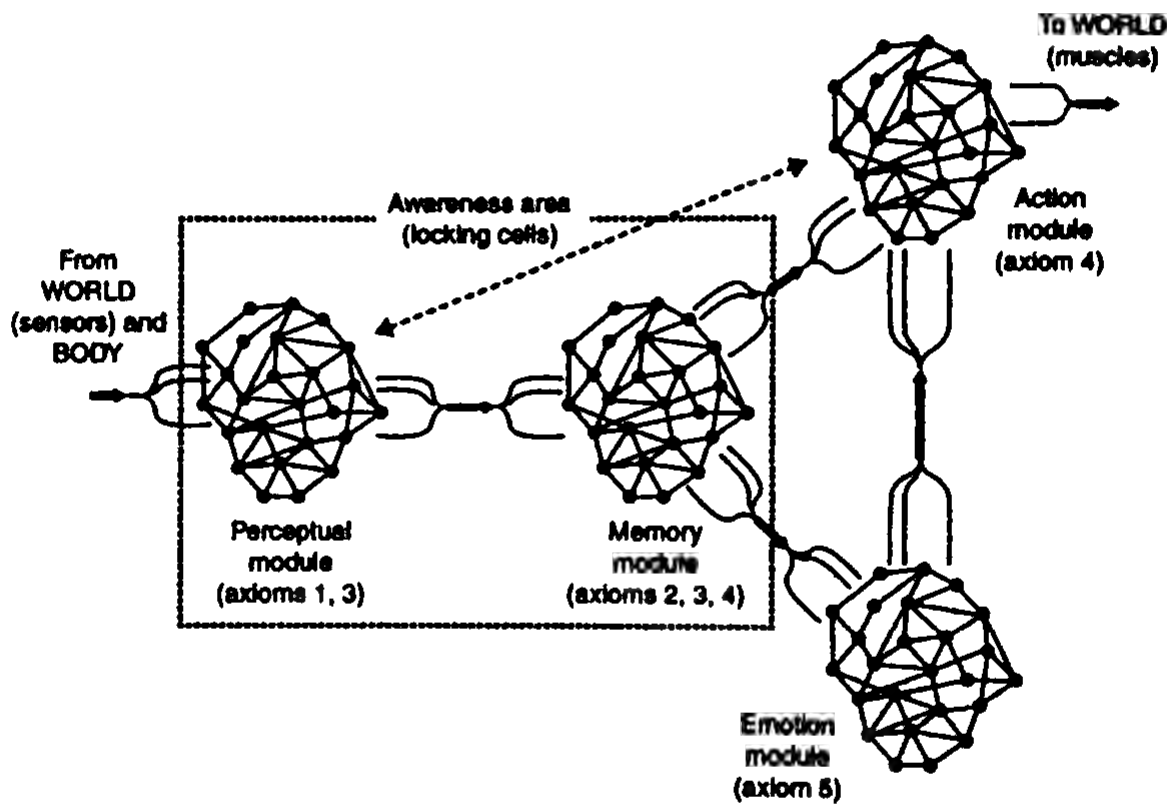 To WORLD
(muscles)
Awareness area
(locking cells)
Action
module
(axiom 4)
From
WORLD
(sensors) and
BODY
Perceptual
module
(axioms 1, 3)
Memory
module
(axioms 2, 3, 4)
Emotion
module
(axiom 5)